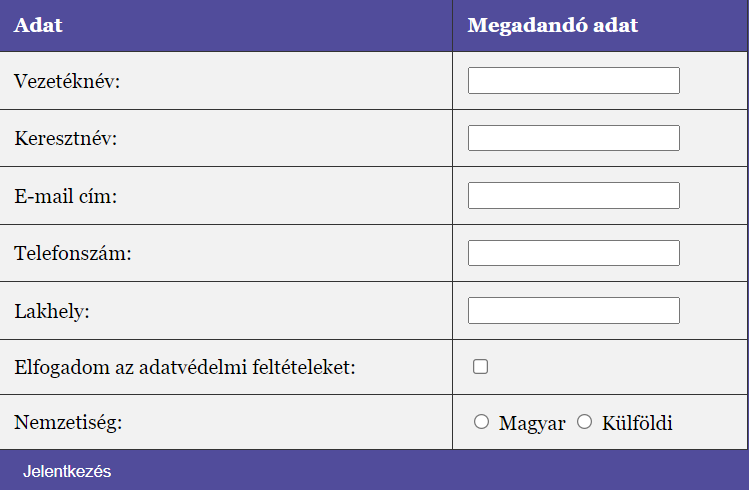 Adat Megadandó adat
Vezetéknév:
Keresztnév:
E-mail cím:
Telefonszám:
Lakhely:
Elfogadom az adatvédelmi feltételeket:
Nemzetiség: Magyar Külföldi
Jelentkezés